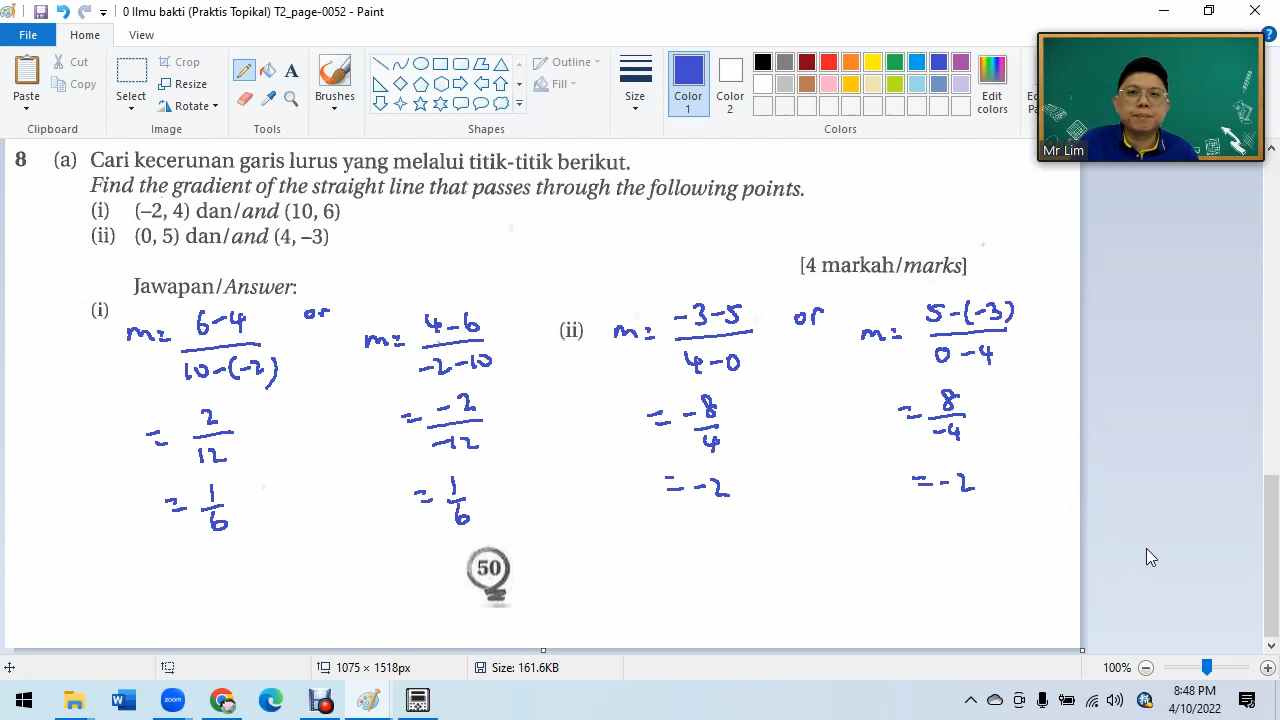 0 Ilmu bakti (Praktis Topikal) T2_page-0052 - Paint
File Home View
Paste Cut Copy
Clipboard
Select Crop Resize Rotate
Image
Tools
Brushes
Outline Fill
Shapes
Size
Color 1
Color 2
Edit colors
Colors
Mr Lim
8 (a) Cari kecerunan garis lurus yang melalui titik-titik berikut.
Find the gradient of the straight line that passes through the following points.
(i) (–2, 4) dan/and (10, 6)
(ii) (0, 5) dan/and (4, –3)
[4 markah/marks]
Jawapan/Answer:
(i)
m= 6-4 / 10-(-2)
= 2/12
= 1/6
or
m= 4-6 / -2-10
= -2/-12
= 1/6
(ii)
m= -3-5 / 4-0
= -8/4
= -2
or
m= 5-(-3) / 0-4
= 8/-4
= -2
50
1075 × 1518px
Size: 161.6KB
100%
zoom
8:48 PM
4/10/2022